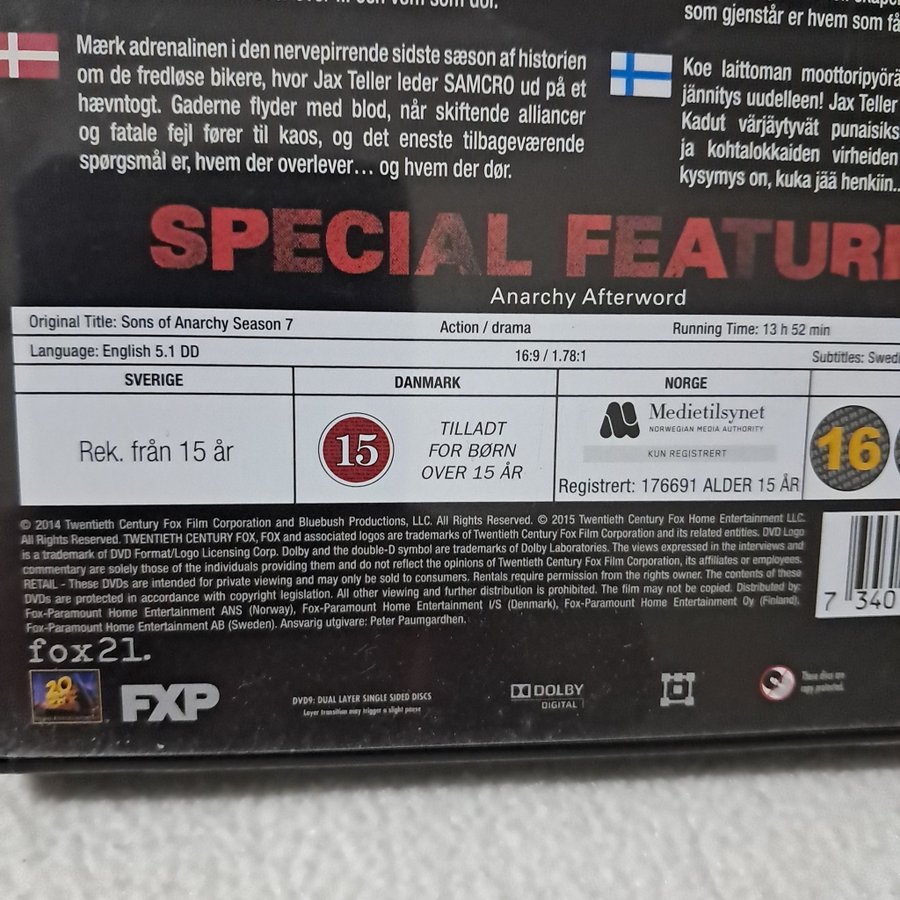 som gjenstår er hvem som
Mærk adrenalinen i den nervepirrende sidste sæson af historien
om de fredløse bikere, hvor Jax Teller leder SAMCRO ud på et
hævntogt. Gaderne flyder med blod, når skiftende alliancer
og fatale fejl fører til kaos, og det eneste tilbageværende
spørgsmål er, hvem der overlever... og hvem der dør.
Koe laittoman
jännitys uudelleen! Jax Teller
Kadut värjäytyvät
ja kohtalokkaiden virheiden
kysymys on, kuka jää henkiin..
SPECIAL
Anarchy Afterword
Original Title: Sons of Anarchy Season 7
Action / drama
Running Time: 13 h 52 min
Language: English 5.1 DD
16:9 / 1.78:1
Subtitles:
SVERIGE
DANMARK
NORGE
Rek. från 15 år
15
TILLADT
FOR BØRN
OVER 15 ÅR
Medietilsynet
NORWEGIAN MEDIA AUTHORITY
KUN REGISTRERT
Registrert: 176691 ALDER 15 ÅR
16
© 2014 Twentieth Century Fox Film Corporation and Bluebush Productions, LLC. All Rights Reserved. © 2015 Twentieth Century Fox Home Entertainment LLC.
All Rights Reserved. TWENTIETH CENTURY FOX, FOX and associated logos are trademarks of Twentieth Century Fox Film Corporation and its related entities. DVD Logo
is a trademark of DVD Format/Logo Licensing Corp. Dolby and the double-D symbol are trademarks of Dolby Laboratories. The views expressed in the interviews and
commentary are solely those of the individuals providing them and do not reflect the opinions of Twentieth Century Fox Film Corporation, its affiliates or employees.
RETAIL - These DVDs are intended for private viewing and may only be sold to consumers. Rentals require permission from the rights owner. The contents of these
DVDs are protected in accordance with copyright legislation. All other viewing and further distribution is prohibited. The film may not be copied. Distributed by:
Fox-Paramount Home Entertainment ANS (Norway), Fox-Paramount Home Entertainment I/S (Denmark), Fox-Paramount Home Entertainment Oy (Finland),
Fox-Paramount Home Entertainment AB (Sweden). Ansvarig utgivare: Peter Paumgardhen.
7 340
fox21.
20
FXP
DVD9: DUAL LAYER SINGLE SIDED DISCS
Layer transition may trigger a slight pause
DOLBY
DIGITAL
These discs are
copy protected.